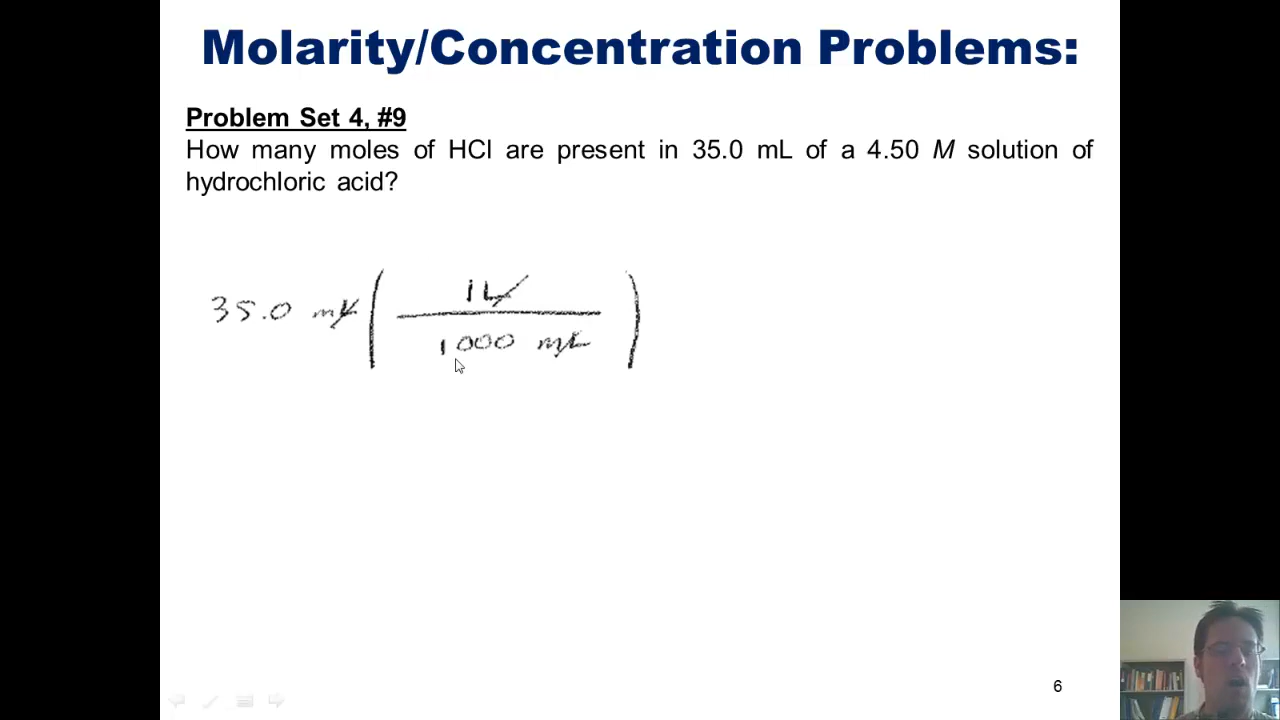 Molarity/Concentration Problems:
Problem Set 4, #9
How many moles of HCl are present in 35.0 mL of a 4.50 M solution of
hydrochloric acid?
35.0 mL ( 1 L
1000 mL )
6